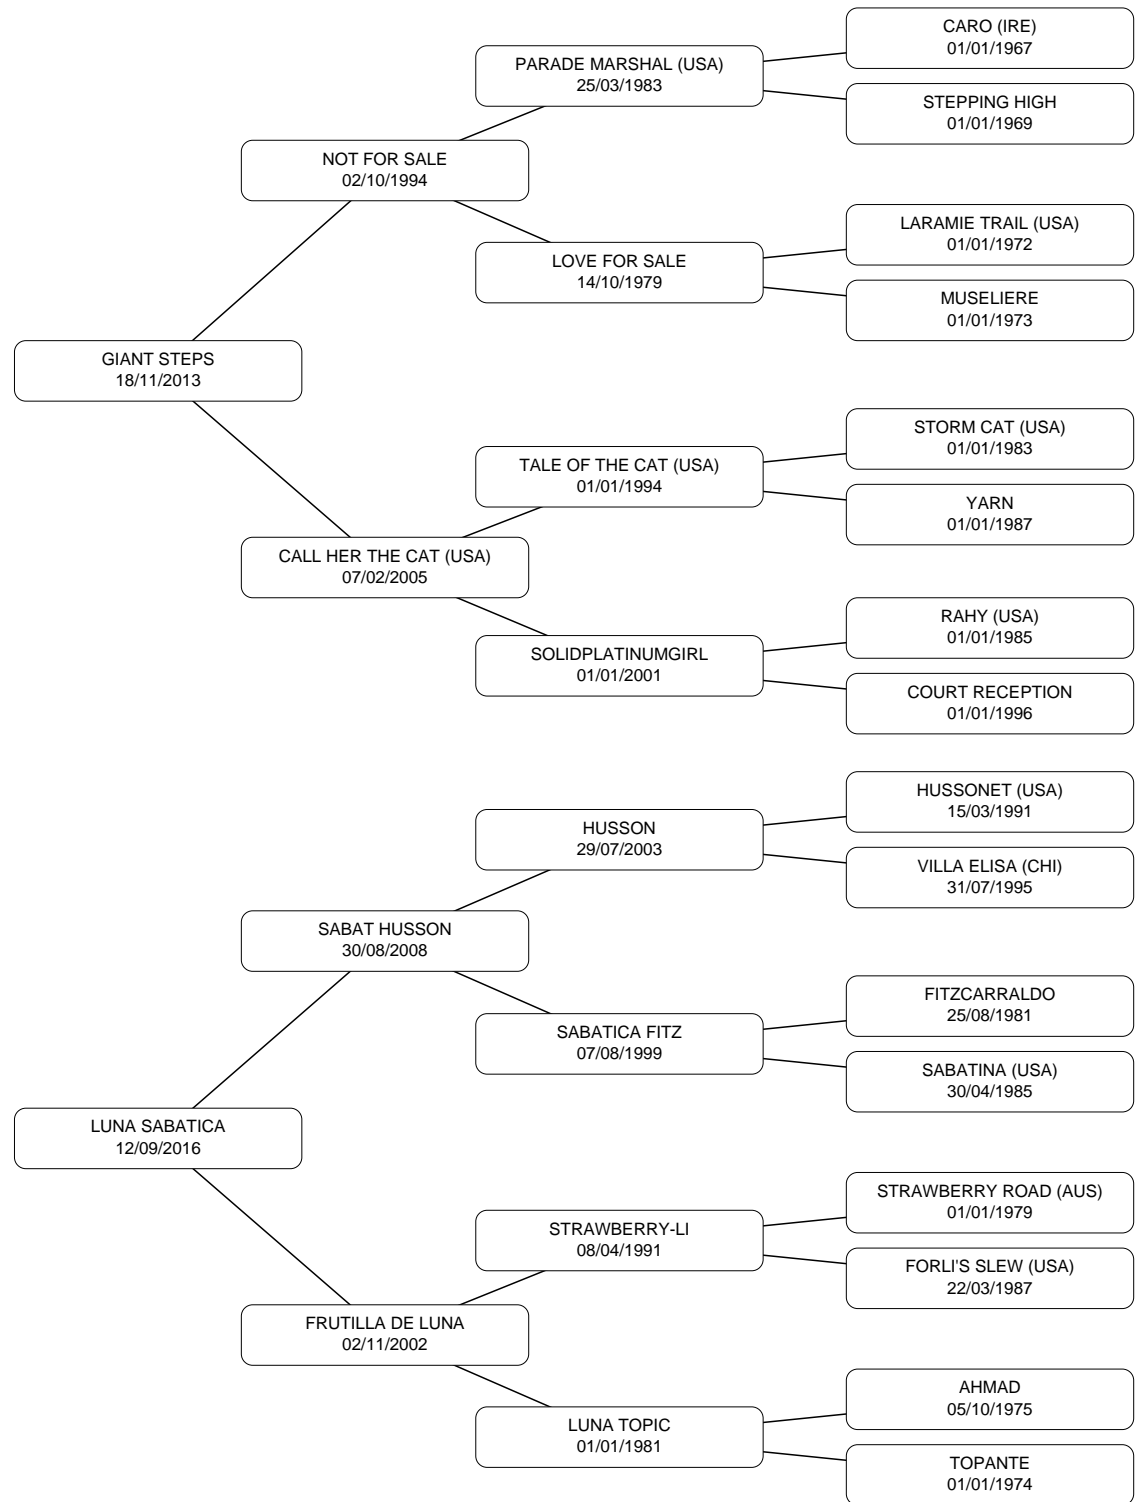 CARO (IRE)
01/01/1967
PARADE MARSHAL (USA)
25/03/1983
STEPPING HIGH
01/01/1969
NOT FOR SALE
02/10/1994
LARAMIE TRAIL (USA)
01/01/1972
LOVE FOR SALE
14/10/1979
MUSELIERE
01/01/1973
GIANT STEPS
18/11/2013
STORM CAT (USA)
01/01/1983
TALE OF THE CAT (USA)
01/01/1994
YARN
01/01/1987
CALL HER THE CAT (USA)
07/02/2005
RAHY (USA)
01/01/1985
SOLIDPLATINUMGIRL
01/01/2001
COURT RECEPTION
01/01/1996
HUSSONET (USA)
15/03/1991
HUSSON
29/07/2003
VILLA ELISA (CHI)
31/07/1995
SABAT HUSSON
30/08/2008
FITZCARRALDO
25/08/1981
SABATICA FITZ
07/08/1999
SABATINA (USA)
30/04/1985
LUNA SABATICA
12/09/2016
STRAWBERRY ROAD (AUS)
01/01/1979
STRAWBERRY-LI
08/04/1991
FORLI'S SLEW (USA)
22/03/1987
FRUTILLA DE LUNA
02/11/2002
AHMAD
05/10/1975
LUNA TOPIC
01/01/1981
TOPANTE
01/01/1974